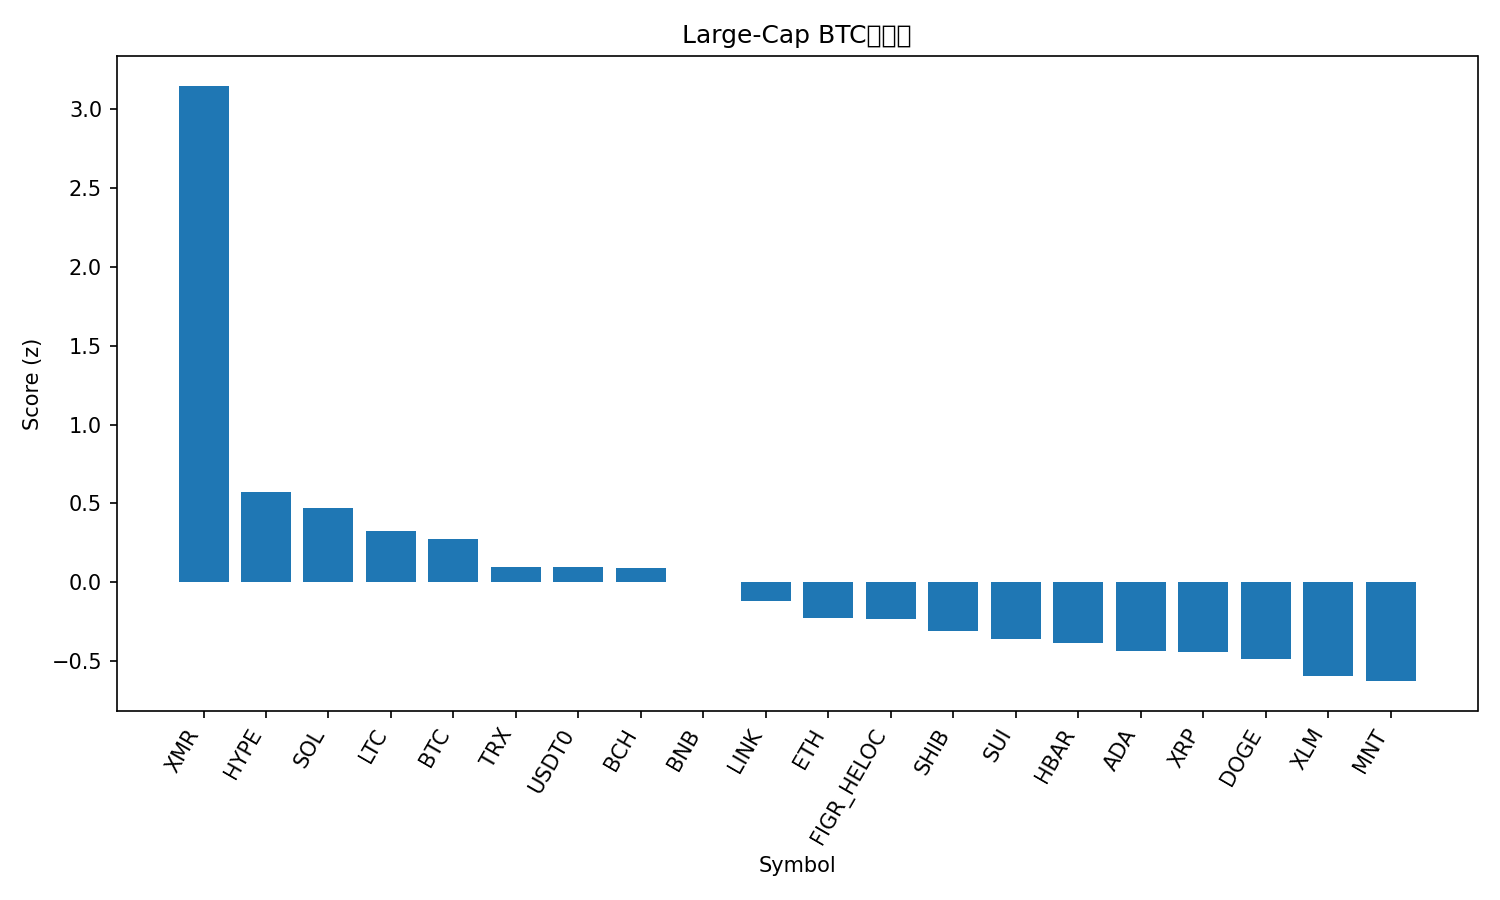 Large-Cap BTC
Score (z)
3.0
2.5
2.0
1.5
1.0
0.5
0.0
−0.5
XMR
HYPE
SOL
LTC
BTC
TRX
USDT0
BCH
BNB
LINK
ETH
FIGR_HELOC
SHIB
SUI
HBAR
ADA
XRP
DOGE
XLM
MNT
Symbol